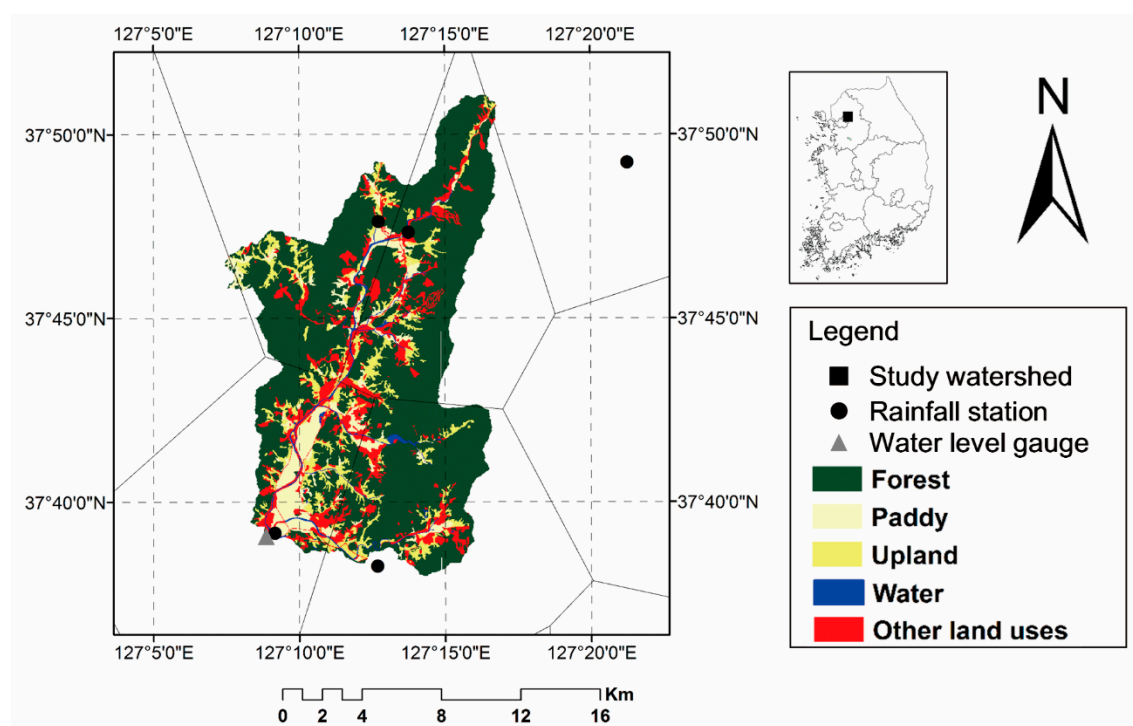 127°5'0"E 127°10'0"E 127°15'0"E 127°20'0"E
37°50'0"N 37°50'0"N
37°45'0"N 37°45'0"N
37°40'0"N 37°40'0"N
127°5'0"E 127°10'0"E 127°15'0"E 127°20'0"E
Km
0 2 4 8 12 16
N
Legend
Study watershed
Rainfall station
Water level gauge
Forest
Paddy
Upland
Water
Other land uses